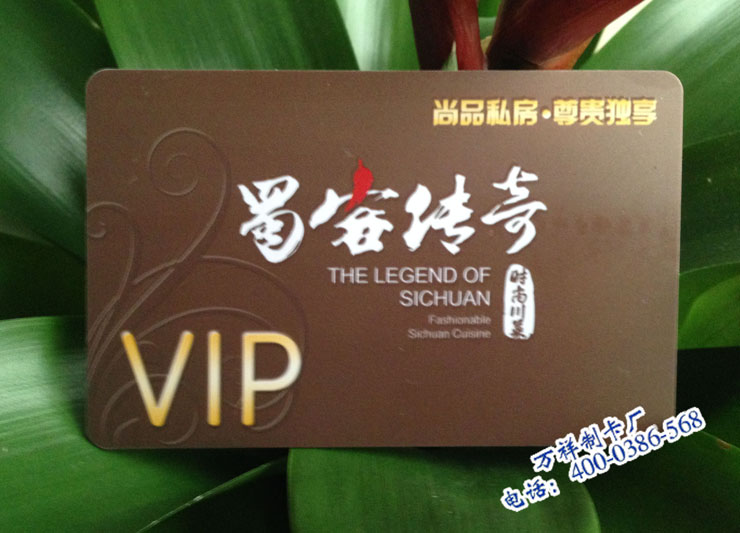 尚品私房·尊贵独享
蜀客传奇
THE LEGEND OF
SICHUAN
Fashionable
Sichuan Cuisine
时尚川菜
VIP
万祥制卡厂
电话：400-0386-568